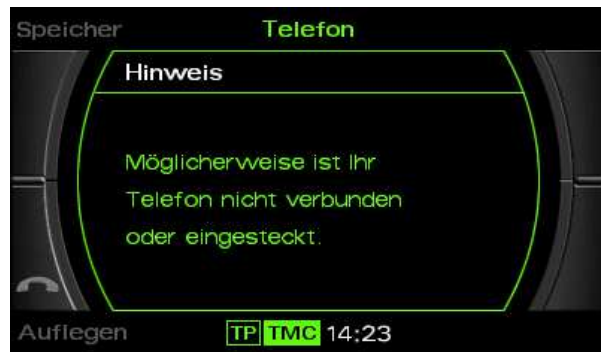 Speicher Telefon
Hinweis
Möglicherweise ist Ihr
Telefon nicht verbunden
oder eingesteckt.
Auflegen TP TMC 14:23